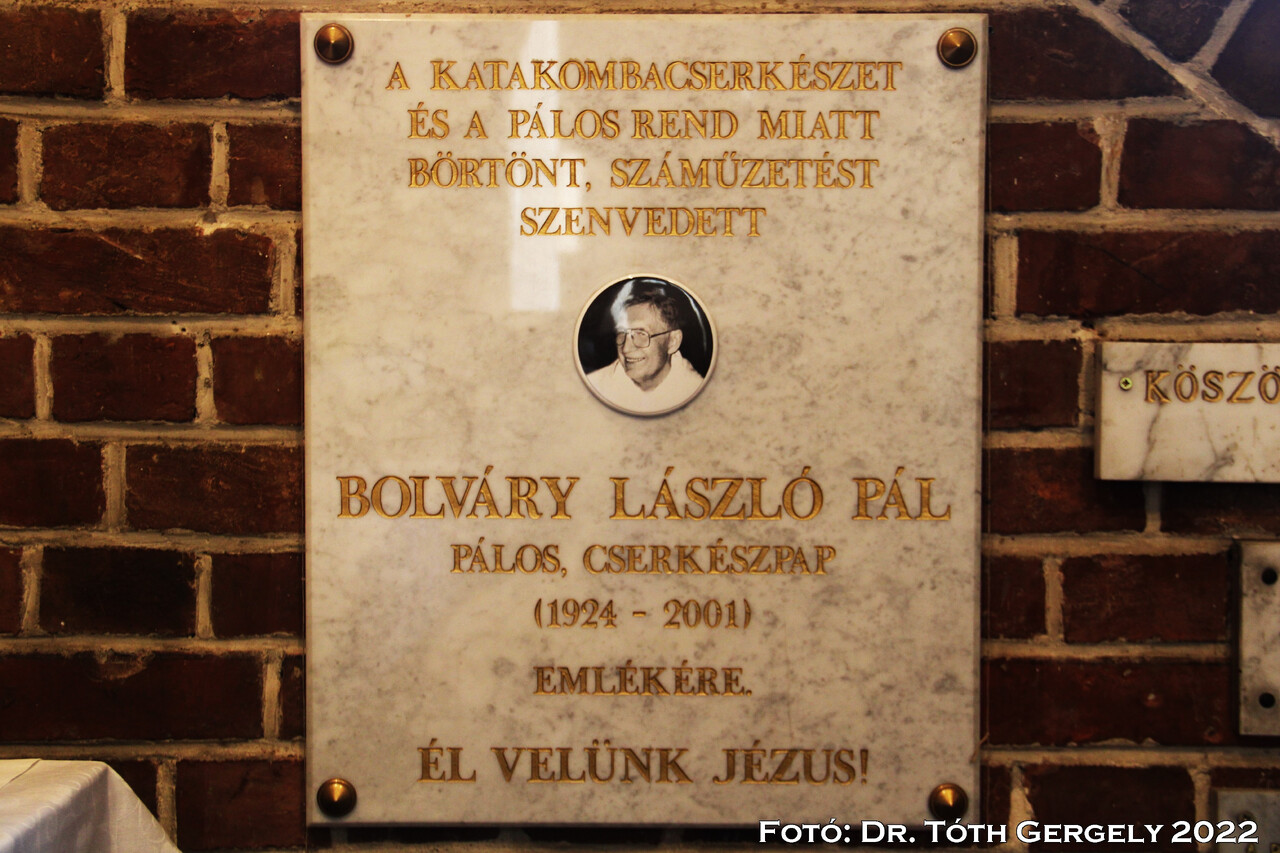 A KATAKOMBACSERKÉSZET
ÉS A PÁLOS REND MIATT
BÖRTÖNT, SZÁMŰZETÉST
SZENVEDETT
BOLVÁRY LÁSZLÓ PÁL
PÁLOS, CSERKÉSZPAP
(1924 - 2001)
EMLÉKÉRE.
ÉL VELÜNK JÉZUS!
KÖSZÖ
FOTÓ: DR. TÓTH GERGELY 2022